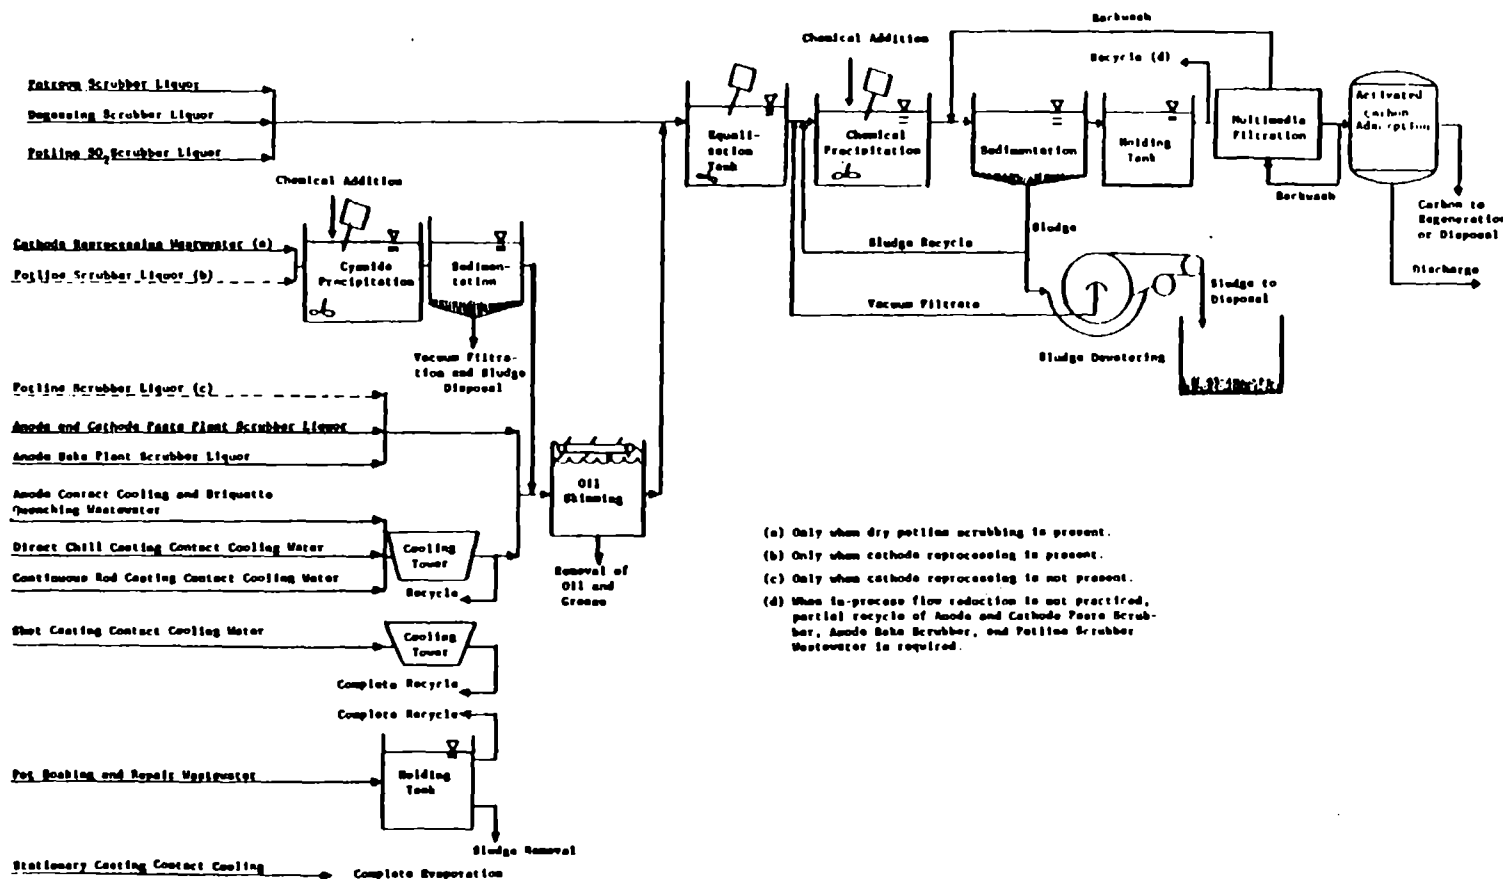 Potroom Scrubber Liquor
Degassing Scrubber Liquor
Potline SO2 Scrubber Liquor
Chemical Addition
Cathode Reprocessing Wastewater (a)
Potline Scrubber Liquor (b)
Cyanide
Precipitation
Sedimen-
tation
Vacuum Filtra-
tion and Sludge
Disposal
Potline Scrubber Liquor (c)
Anode and Cathode Paste Plant Scrubber Liquor
Anode Bake Plant Scrubber Liquor
Anode Contact Cooling and Briquette
Quenching Wastewater
Direct Chill Casting Contact Cooling Water
Continuous Rod Casting Contact Cooling Water
Cooling
Tower
Recycle
Oil
Skimming
Removal of
Oil and
Grease
Shot Casting Contact Cooling Water
Cooling
Tower
Complete Recycle
Complete Recycle
Pot Soaking and Repair Wastewater
Holding
Tank
Sludge Removal
Stationary Casting Contact Cooling
Complete Evaporation
Equali-
zation
Tank
Chemical Addition
Chemical
Precipitation
Backwash
Recycle (d)
Sedimentation
Holding
Tank
Multimedia
Filtration
Backwash
Activated
Carbon
Adsorption
Carbon to
Regeneration
or Disposal
Discharge
Sludge
Sludge Recycle
Vacuum Filtrate
Sludge to
Disposal
Sludge Dewatering
(a) Only when dry potline scrubbing is present.
(b) Only when cathode reprocessing is present.
(c) Only when cathode reprocessing is not present.
(d) When in-process flow reduction is not practiced,
partial recycle of Anode and Cathode Paste Scrub-
ber, Anode Bake Scrubber, and Potline Scrubber
Wastewater is required.